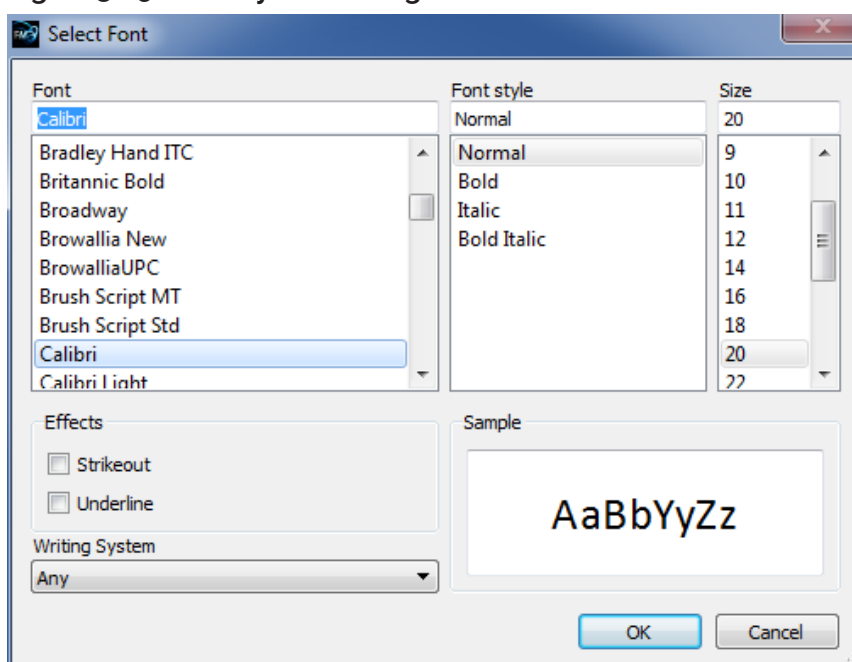 Select Font
Font
Calibri
Bradley Hand ITC
Britannic Bold
Broadway
Browallia New
BrowalliaUPC
Brush Script MT
Brush Script Std
Calibri
Calibri Light
Font style
Normal
Normal
Bold
Italic
Bold Italic
Size
20
9
10
11
12
14
16
18
20
22
Effects
Strikeout
Underline
Writing System
Any
Sample
AaBbYyZz
OK
Cancel